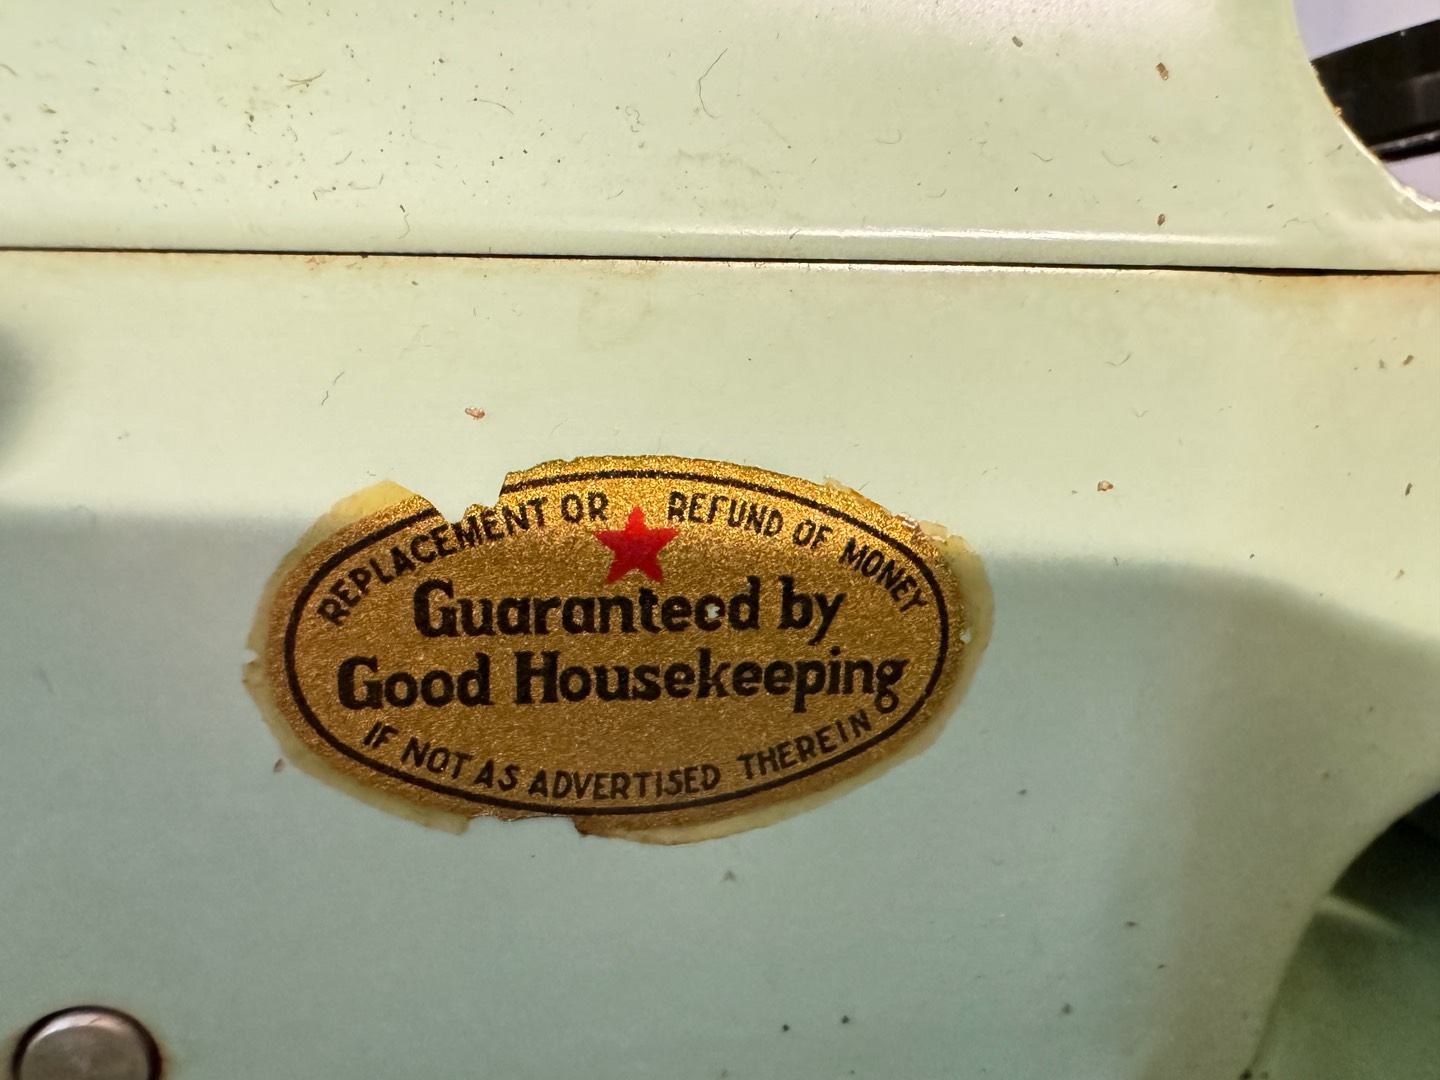 REPLACEMENT OR REFUND OF MONEY
Guaranteed by
Good Housekeeping
IF NOT AS ADVERTISED THEREIN